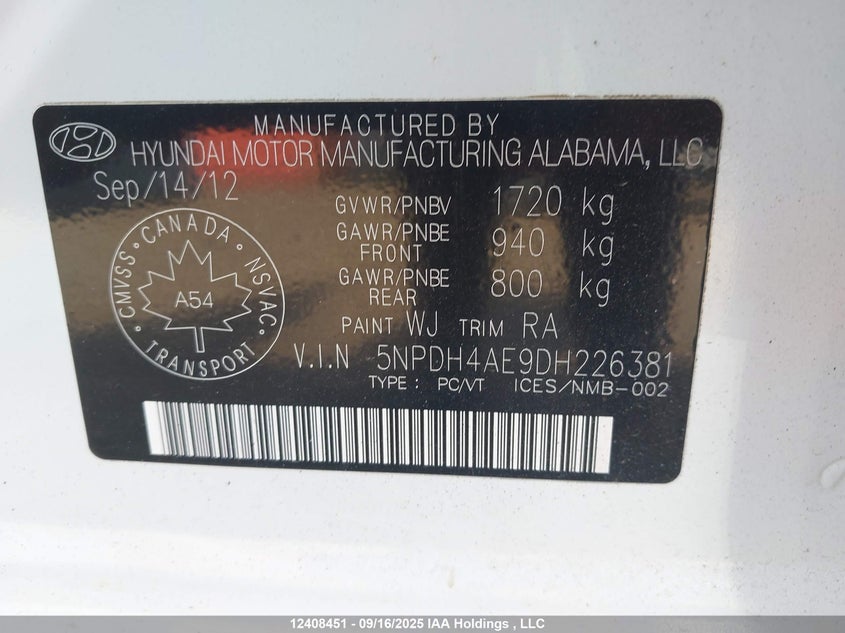 MANUFACTURED BY
HYUNDAI MOTOR MANUFACTURING ALABAMA, LLC
Sep/14/12
GVWR/PNBV 1720 kg
GAWR/PNBE FRONT 940 kg
GAWR/PNBE REAR 800 kg
CANADA
CMVSS
NSVAC
A54
TRANSPORT
PAINT WJ TRIM RA
V.I.N 5NPDH4AE9DH226381
TYPE : PC/VT ICES/NMB-002
12408451 - 09/16/2025 IAA Holdings , LLC